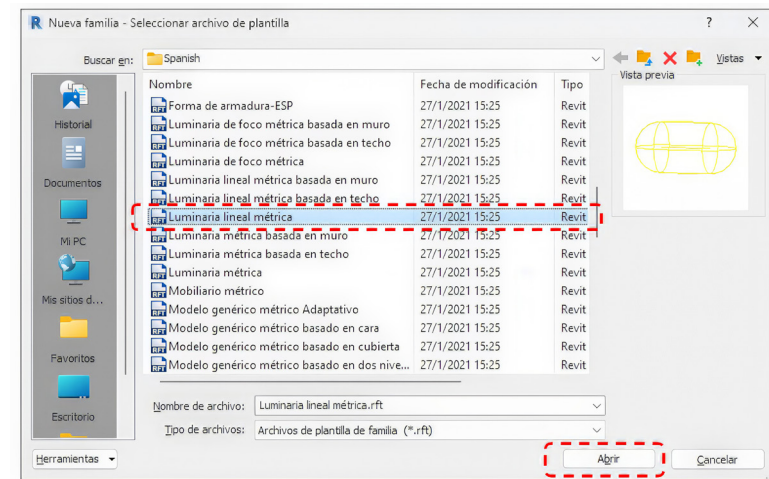 Nueva familia - Seleccionar archivo de plantilla
Buscar en: Spanish Vistas
Nombre Fecha de modificación Tipo Vista previa
Forma de armadura-ESP 27/1/2021 15:25 Revit
Luminaria de foco métrica basada en muro 27/1/2021 15:25 Revit
Luminaria de foco métrica basada en techo 27/1/2021 15:25 Revit
Luminaria de foco métrica 27/1/2021 15:25 Revit
Luminaria lineal métrica basada en muro 27/1/2021 15:25 Revit
Luminaria lineal métrica basada en techo 27/1/2021 15:25 Revit
Luminaria lineal métrica 27/1/2021 15:25 Revit
Luminaria métrica basada en muro 27/1/2021 15:25 Revit
Luminaria métrica basada en techo 27/1/2021 15:25 Revit
Luminaria métrica 27/1/2021 15:25 Revit
Mobiliario métrico 27/1/2021 15:25 Revit
Modelo genérico métrico Adaptativo 27/1/2021 15:25 Revit
Modelo genérico métrico basado en cara 27/1/2021 15:25 Revit
Modelo genérico métrico basado en cubierta 27/1/2021 15:25 Revit
Modelo genérico métrico basado en dos nive... 27/1/2021 15:25 Revit
Historial
Documentos
Mi PC
Mis sitios d...
Favoritos
Escritorio
Nombre de archivo: Luminaria lineal métrica.rft
Tipo de archivos: Archivos de plantilla de familia (*.rft)
Herramientas Abrir Cancelar